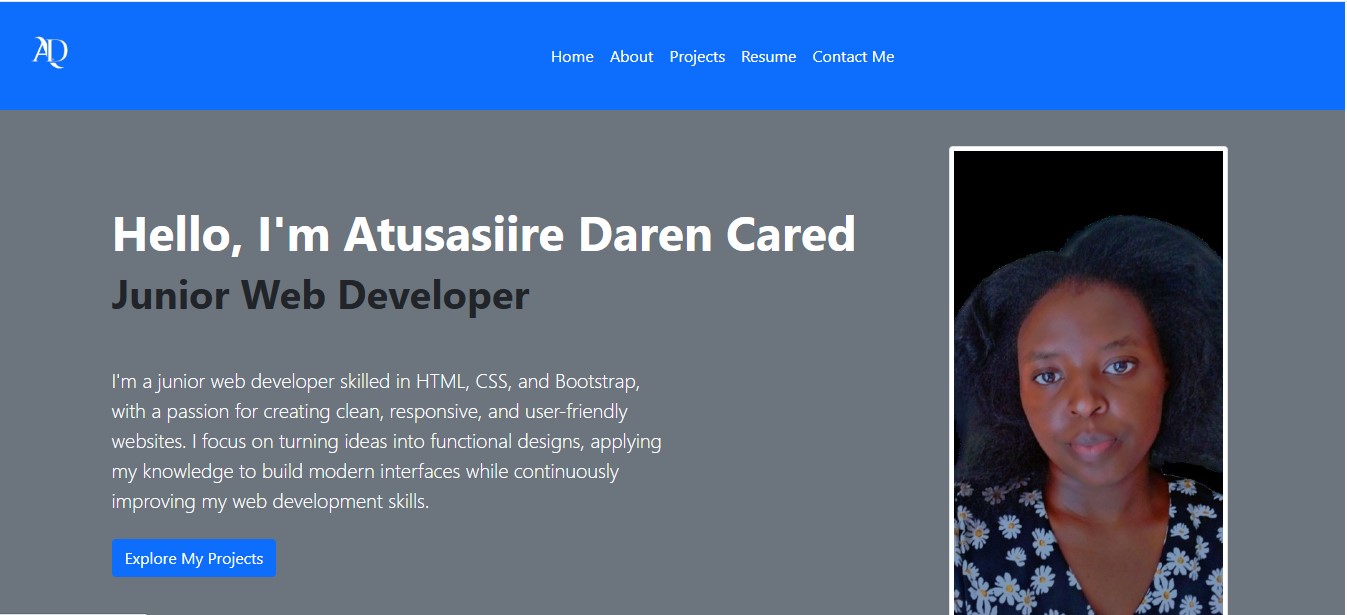 AD
Home About Projects Resume Contact Me
Hello, I'm Atusasiire Daren Cared
Junior Web Developer
I'm a junior web developer skilled in HTML, CSS, and Bootstrap,
with a passion for creating clean, responsive, and user-friendly
websites. I focus on turning ideas into functional designs, applying
my knowledge to build modern interfaces while continuously
improving my web development skills.
Explore My Projects